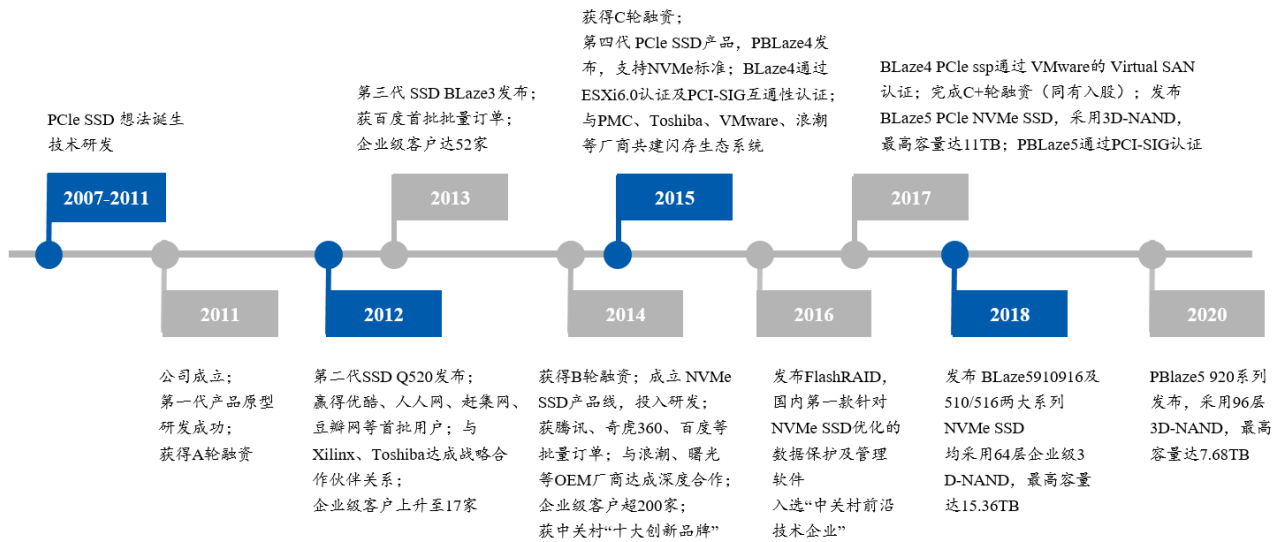 PCle SSD 想法诞生
技术研发
2007-2011
公司成立；
第一代产品原型
研发成功；
获得A轮融资
2011
第二代SSD Q520发布；
赢得优酷、人人网、赶集网、
豆瓣网等首批用户；与
Xilinx、Toshiba达成战略合
作伙伴关系；
企业级客户上升至17家
2012
第三代 SSD BLaze3发布；
获百度首批批量订单；
企业级客户达52家
2013
获得B轮融资；成立 NVMe
SSD产品线，投入研发；
获腾讯、奇虎360、百度等
批量订单；与浪潮、曙光
等OEM厂商达成深度合作；
企业级客户超200家；
获中关村“十大创新品牌”
2014
获得C轮融资；
第四代 PCle SSD产品，PBLaze4发
布，支持NVMe标准；BLaze4通过
ESXi6.0认证及PCI-SIG互通性认证；
与PMC、Toshiba、VMware、浪潮
等厂商共建闪存生态系统
2015
发布FlashRAID，
国内第一款针对
NVMe SSD优化的
数据保护及管理
软件
入选“中关村前沿
技术企业”
2016
BLaze4 PCle ssp通过 VMware的 Virtual SAN
认证；完成C+轮融资（同有入股）；发布
BLaze5 PCle NVMe SSD，采用3D-NAND，
最高容量达11TB；PBLaze5通过PCI-SIG认证
2017
发布 BLaze5910916及
510/516两大系列
NVMe SSD
均采用64层企业级3
D-NAND，最高容量
达15.36TB
2018
PBlaze5 920系列
发布，采用96层
3D-NAND，最高
容量达7.68TB
2020